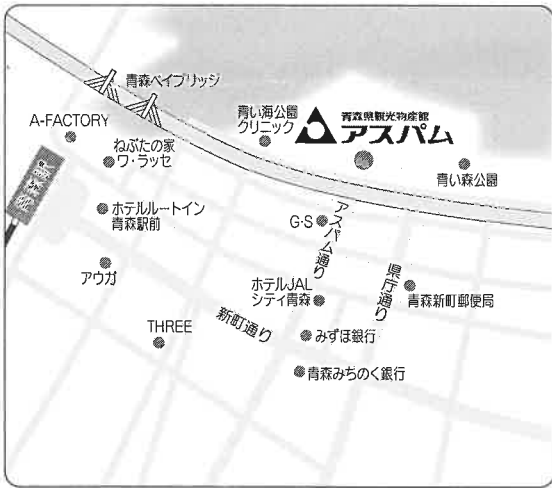 青森ベイブリッジ
A-FACTORY
ねぶたの家
ワ・ラッセ
青い海公園
クリニック
青森県観光物産館
アスパム
青い森公園
ホテルルートイン
青森駅前
G·S
アスパム通り
アウガ
県庁通り
ホテルJAL
シティ青森
青森新町郵便局
新町通り
THREE
みずほ銀行
青森みちのく銀行